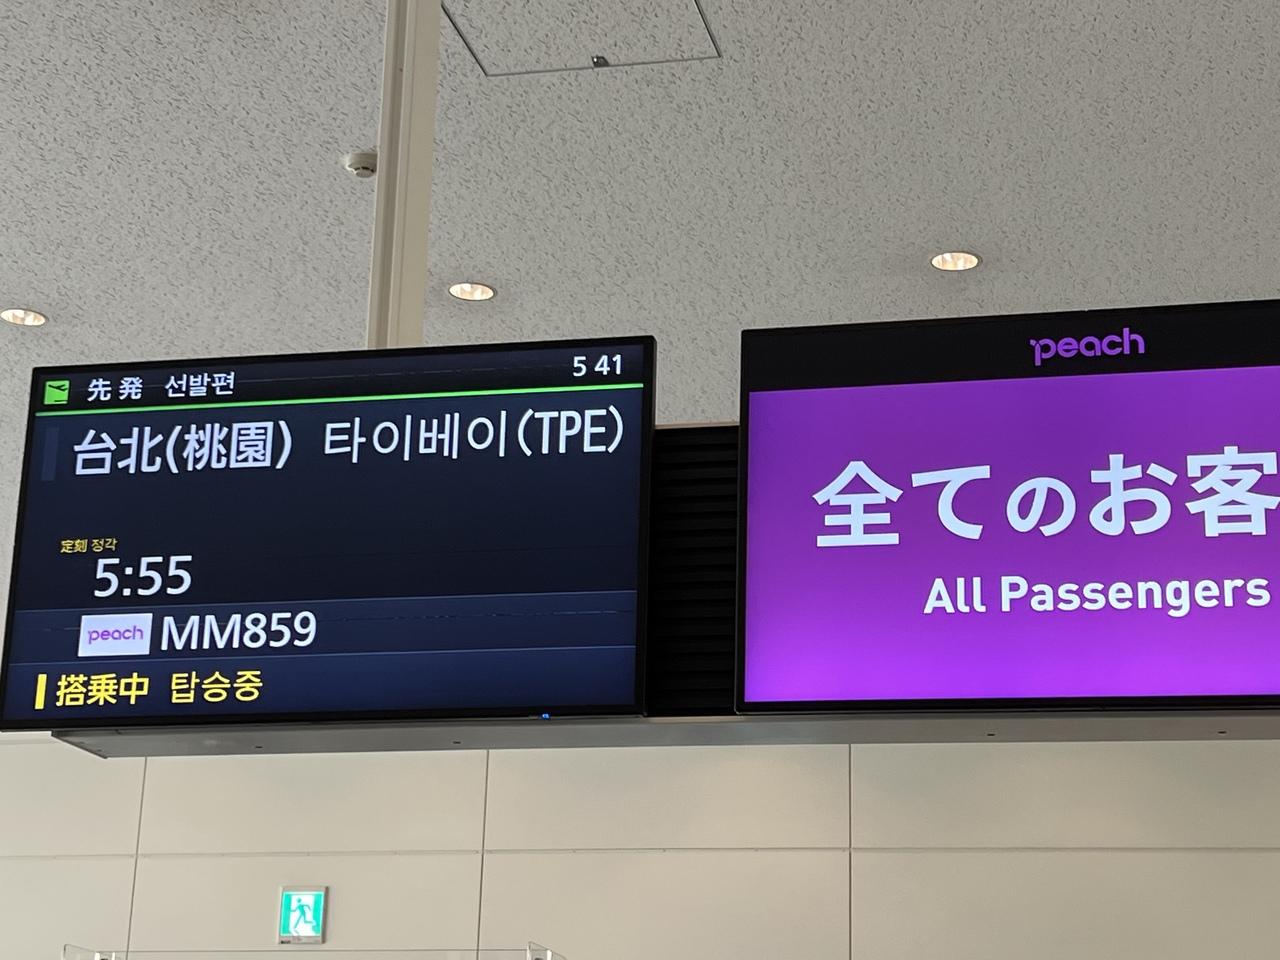 先発 선발편 5 41
台北(桃園) 타이베이(TPE)
定刻 정각
5:55
peach MM859
搭乗中 탑승중
peach
全てのお客
All Passengers